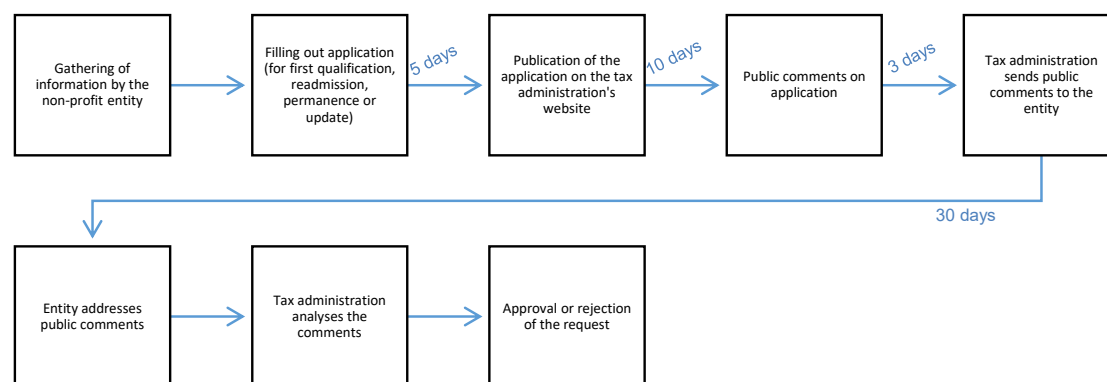 Gathering of
information by the
non-profit entity
Filling out application
(for first qualification,
readmission,
permanence or
update)
5 days
Publication of the
application on the tax
administration's
website
10 days
Public comments on
application
3 days
Tax administration
sends public
comments to the
entity
30 days
Entity addresses
public comments
Tax administration
analyses the
comments
Approval or rejection
of the request